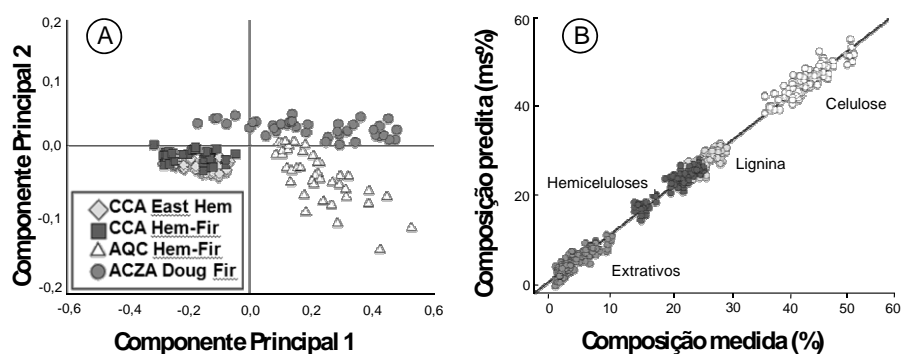 A
Componente Principal 2
0,2
0,1
0,0
-0,1
-0,2
CCA East Hem
CCA Hem-Fir
AQC Hem-Fir
ACZA Doug Fir
-0,6 -0,4 -0,2 0,0 0,2 0,4 0,6
Componente Principal 1
B
Composição predita (ms%)
60
40
20
0
Celulose
Lignina
Hemiceluloses
Extrativos
0 10 20 30 40 50 60
Composição medida (%)